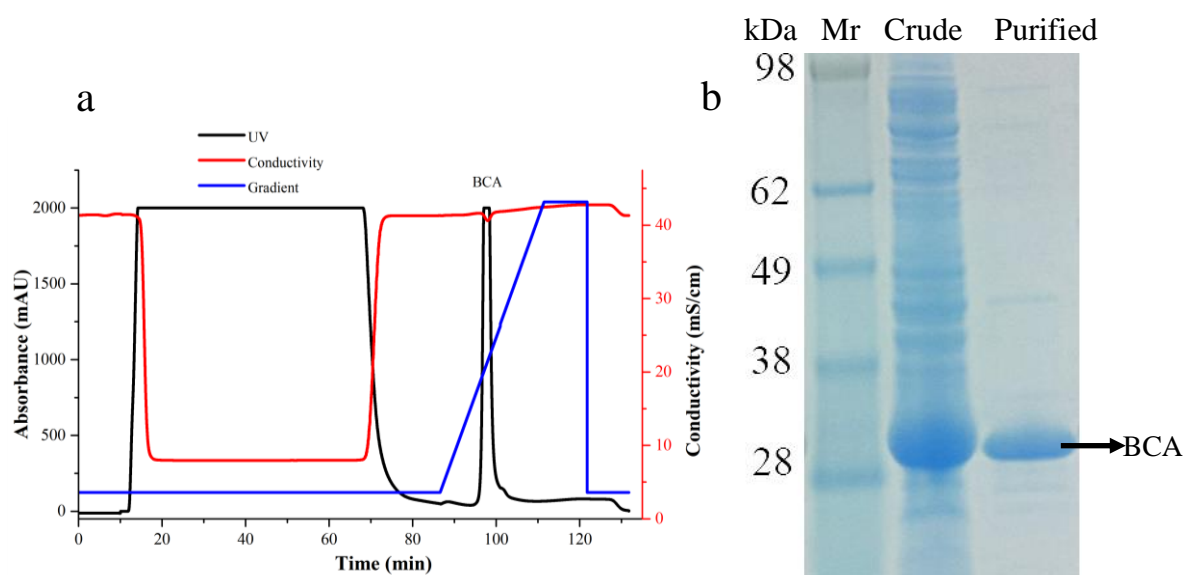 a
UV
Conductivity
Gradient
BCA
Absorbance (mAU)
2000
1500
1000
500
0
0 20 40 60 80 100 120
Time (min)
40
30
20
10
0
Conductivity (mS/cm)
b
kDa Mr Crude Purified
98
62
49
38
28
BCA